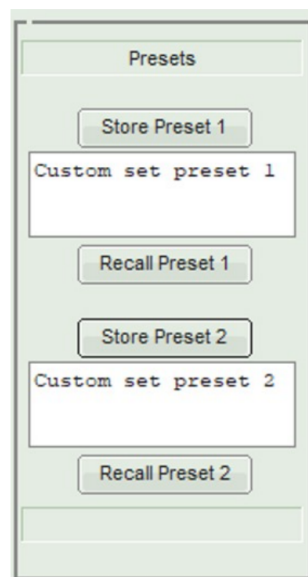 Presets
Store Preset 1
Custom set preset 1
Recall Preset 1
Store Preset 2
Custom set preset 2
Recall Preset 2